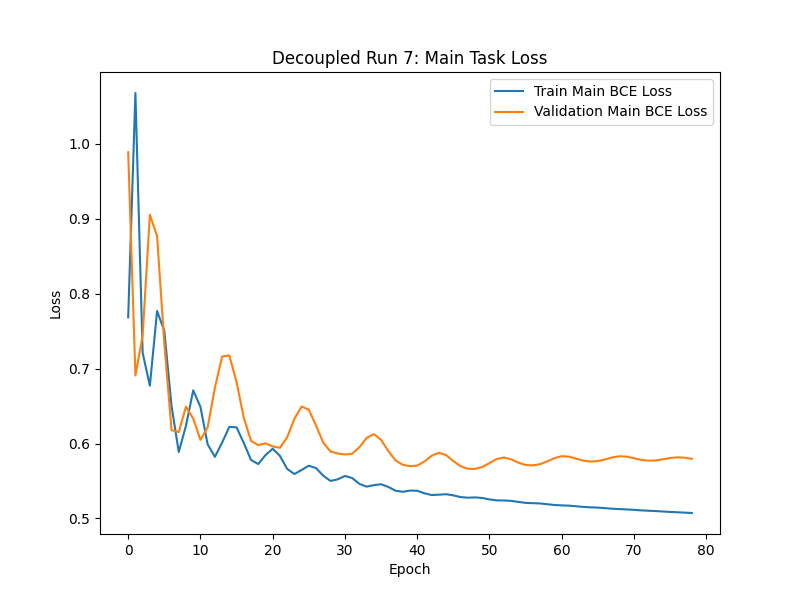 Decoupled Run 7: Main Task Loss
Train Main BCE Loss
Validation Main BCE Loss
1.0
0.9
0.8
0.7
0.6
0.5
Loss
0 10 20 30 40 50 60 70 80
Epoch